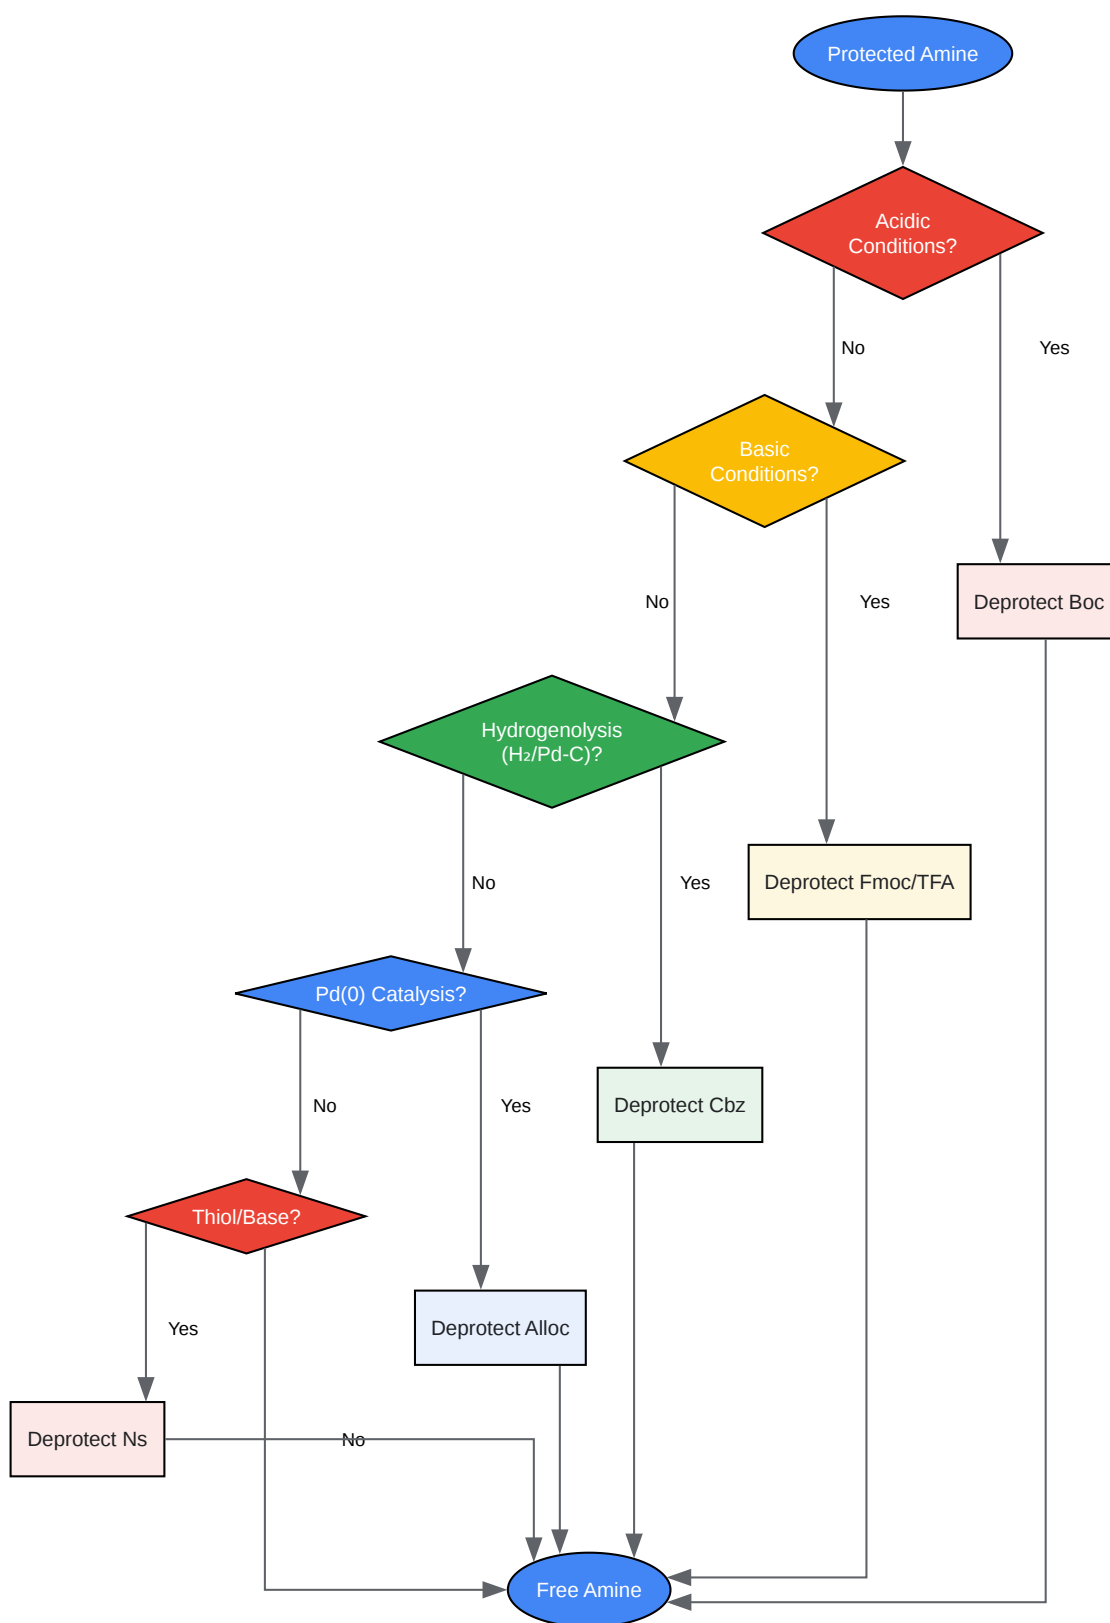 Protected Amine
Acidic
Conditions?
No
Yes
Basic
Conditions?
No
Yes
Deprotect Boc
Hydrogenolysis
(H₂/Pd-C)?
No
Yes
Deprotect Fmoc/TFA
Pd(0) Catalysis?
No
Yes
Deprotect Cbz
Thiol/Base?
Yes
Deprotect Alloc
Deprotect Ns
No
Free Amine